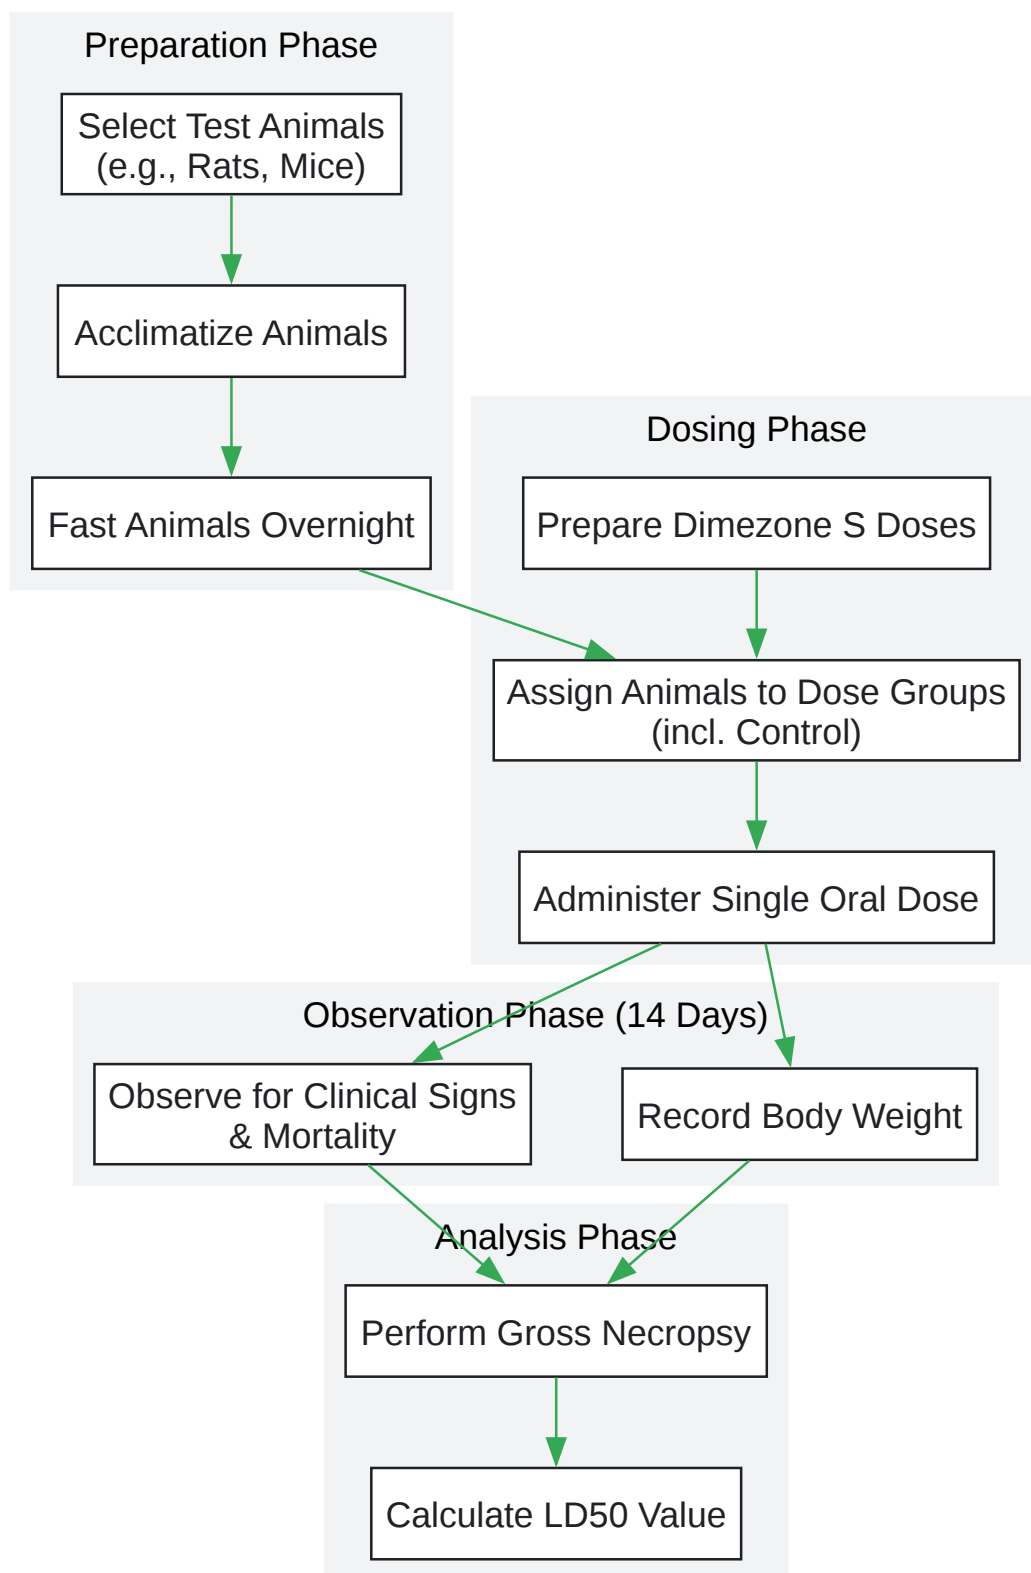 Preparation Phase
Select Test Animals
(e.g., Rats, Mice)
Acclimatize Animals
Fast Animals Overnight
Dosing Phase
Prepare Dimezone S Doses
Assign Animals to Dose Groups
(incl. Control)
Administer Single Oral Dose
Observation Phase (14 Days)
Observe for Clinical Signs
& Mortality
Record Body Weight
Analysis Phase
Perform Gross Necropsy
Calculate LD50 Value